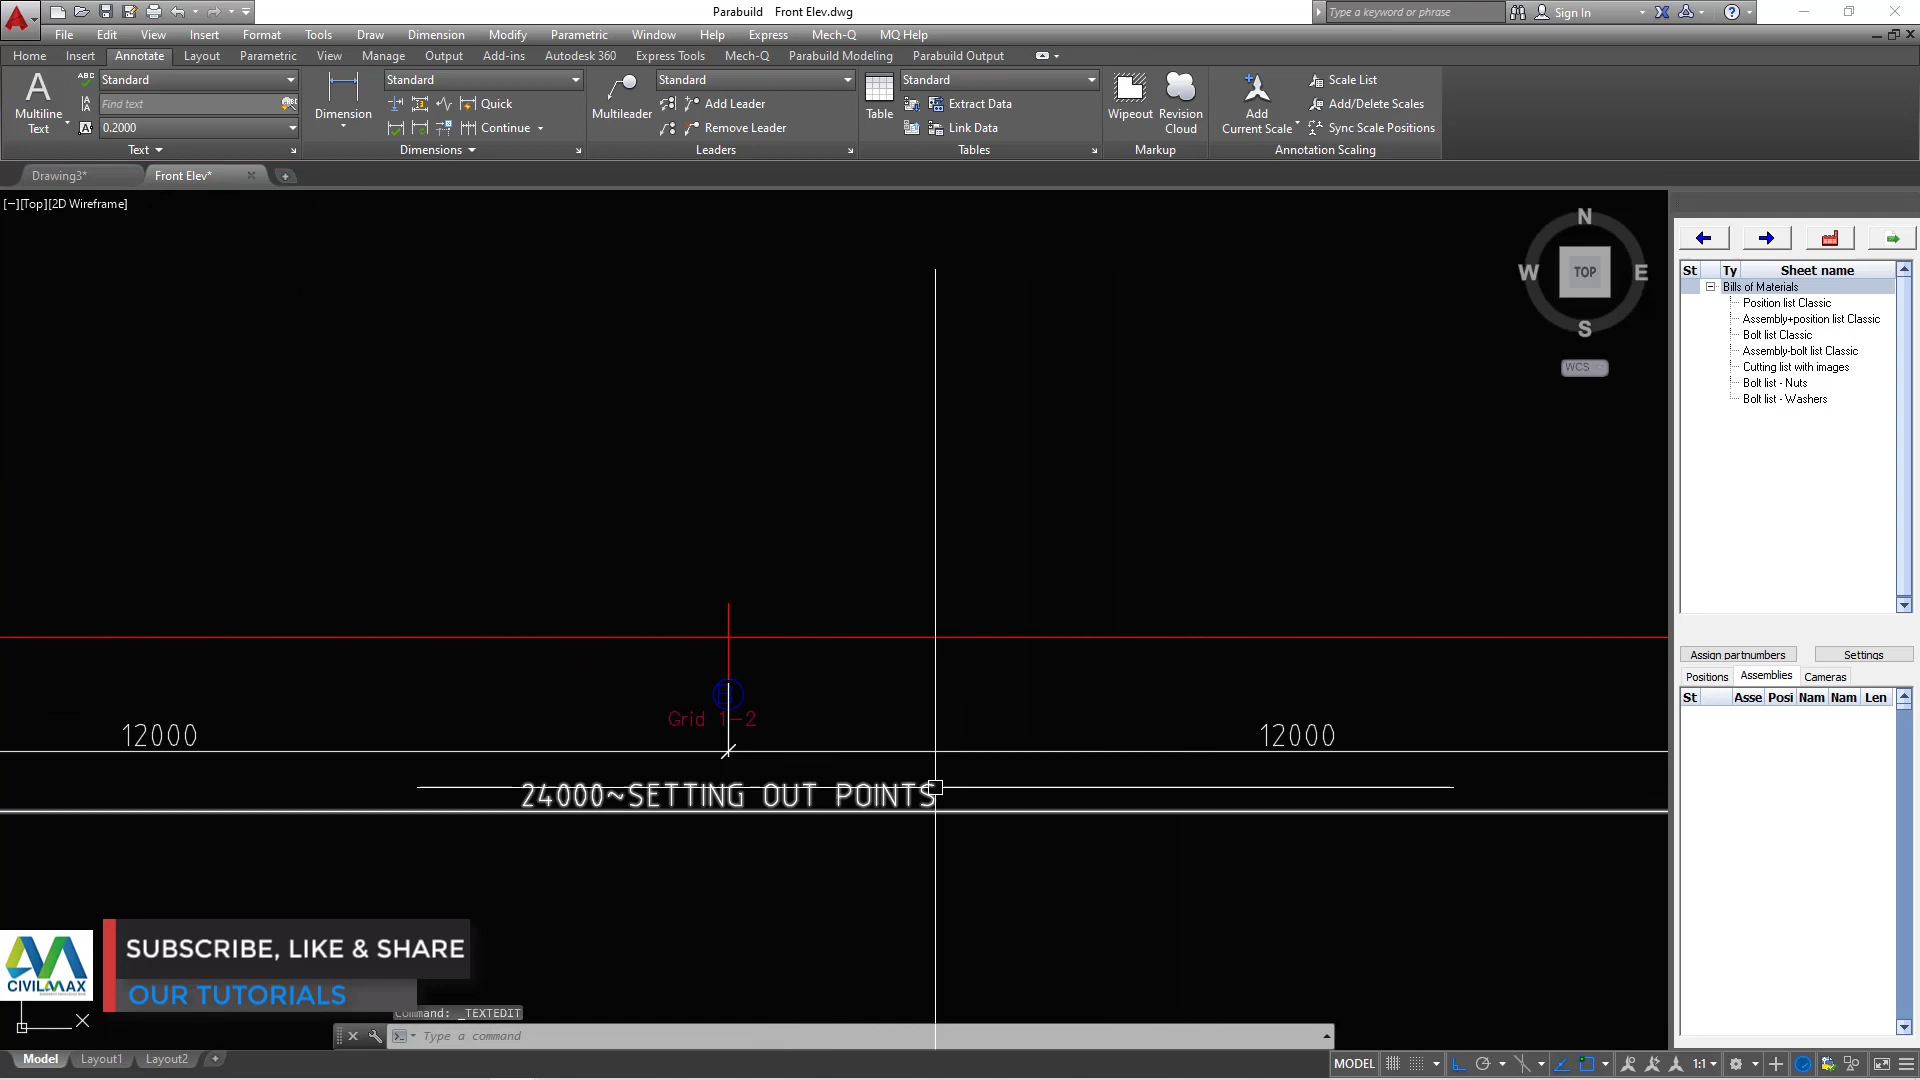 Parabuild Front Elev.dwg
Type a keyword or phrase
Sign In
File Edit View Insert Format Tools Draw Dimension Modify Parametric Window Help Express Mech-Q MQ Help
Home Insert Annotate Layout Parametric View Manage Output Add-ins Autodesk 360 Express Tools Mech-Q Parabuild Modeling Parabuild Output
Standard Standard Standard Standard
Multiline Text
Find text
0.2000
Text
Dimension
Quick
Continue
Dimensions
Multileader
Add Leader
Remove Leader
Leaders
Table
Extract Data
Link Data
Tables
Wipeout
Revision Cloud
Markup
Add Current Scale
Scale List
Add/Delete Scales
Sync Scale Positions
Annotation Scaling
Drawing3* Front Elev*
[−][Top][2D Wireframe]
N
W TOP E
S
WCS
St Ty Sheet name
Bills of Materials
Position list Classic
Assembly+position list Classic
Bolt list Classic
Assembly-bolt list Classic
Cutting list with images
Bolt list - Nuts
Bolt list - Washers
Assign partnumbers Settings
Positions Assemblies Cameras
St Asse Posi Nam Nam Len
Grid 1-2
12000 12000
24000~SETTING OUT POINTS
CIVILMAX
SUBSCRIBE, LIKE & SHARE
OUR TUTORIALS
Command: _TEXTEDIT
Type a command
Model Layout1 Layout2
MODEL 1:1